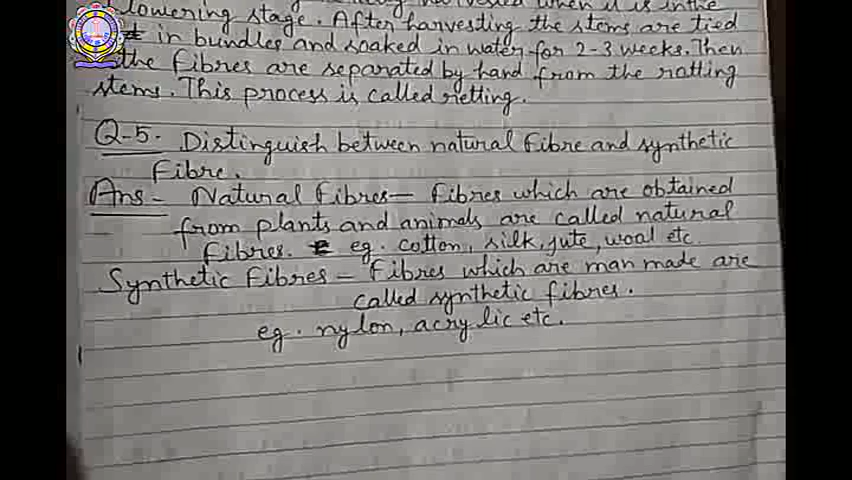 lowering stage. After harvesting the stems are tied
in bundles and soaked in water for 2-3 weeks. Then
the fibres are separated by hand from the rotting
stems. This process is called retting.
Q-5. Distinguish between natural fibre and synthetic
Fibre.
Ans- Natural fibres- fibres which are obtained
from plants and animals are called natural
fibres. eg. cotton, silk, jute, woal etc.
Synthetic Fibres - fibres which are man made are
called synthetic fibres.
eg. nylon, acrylic etc.